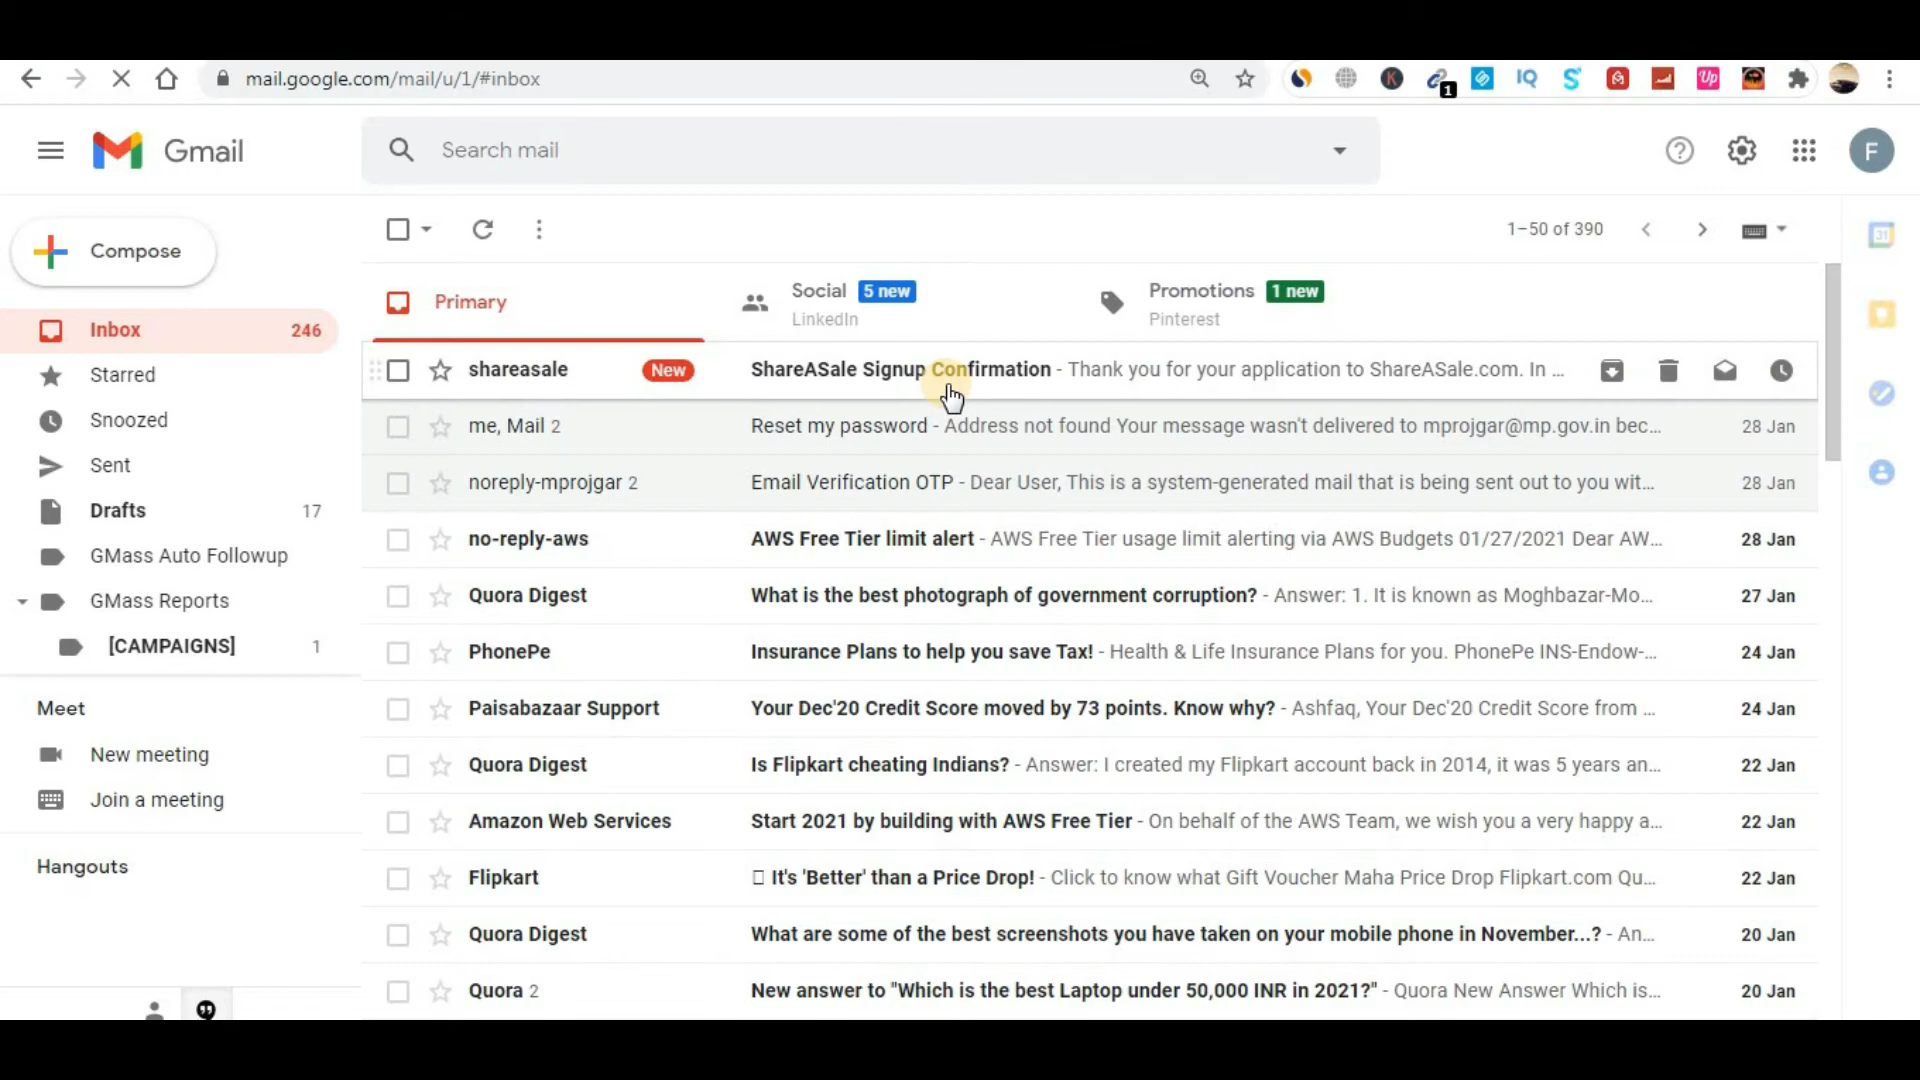 mail.google.com/mail/u/1/#inbox
K
1
IQ
S
Up
Gmail
Search mail
F
Compose
1–50 of 390
31
Primary
Social 5 new
LinkedIn
Promotions 1 new
Pinterest
Inbox 246
Starred
Snoozed
Sent
Drafts 17
GMass Auto Followup
GMass Reports
[CAMPAIGNS] 1
Meet
New meeting
Join a meeting
Hangouts
shareasale New ShareASale Signup Confirmation - Thank you for your application to ShareASale.com. In ...
me, Mail 2 Reset my password - Address not found Your message wasn't delivered to mprojgar@mp.gov.in bec... 28 Jan
noreply-mprojgar 2 Email Verification OTP - Dear User, This is a system-generated mail that is being sent out to you wit... 28 Jan
no-reply-aws AWS Free Tier limit alert - AWS Free Tier usage limit alerting via AWS Budgets 01/27/2021 Dear AW... 28 Jan
Quora Digest What is the best photograph of government corruption? - Answer: 1. It is known as Moghbazar-Mo... 27 Jan
PhonePe Insurance Plans to help you save Tax! - Health & Life Insurance Plans for you. PhonePe INS-Endow-... 24 Jan
Paisabazaar Support Your Dec'20 Credit Score moved by 73 points. Know why? - Ashfaq, Your Dec'20 Credit Score from ... 24 Jan
Quora Digest Is Flipkart cheating Indians? - Answer: I created my Flipkart account back in 2014, it was 5 years an... 22 Jan
Amazon Web Services Start 2021 by building with AWS Free Tier - On behalf of the AWS Team, we wish you a very happy a... 22 Jan
Flipkart It's 'Better' than a Price Drop! - Click to know what Gift Voucher Maha Price Drop Flipkart.com Qu... 22 Jan
Quora Digest What are some of the best screenshots you have taken on your mobile phone in November...? - An... 20 Jan
Quora 2 New answer to "Which is the best Laptop under 50,000 INR in 2021?" - Quora New Answer Which is... 20 Jan